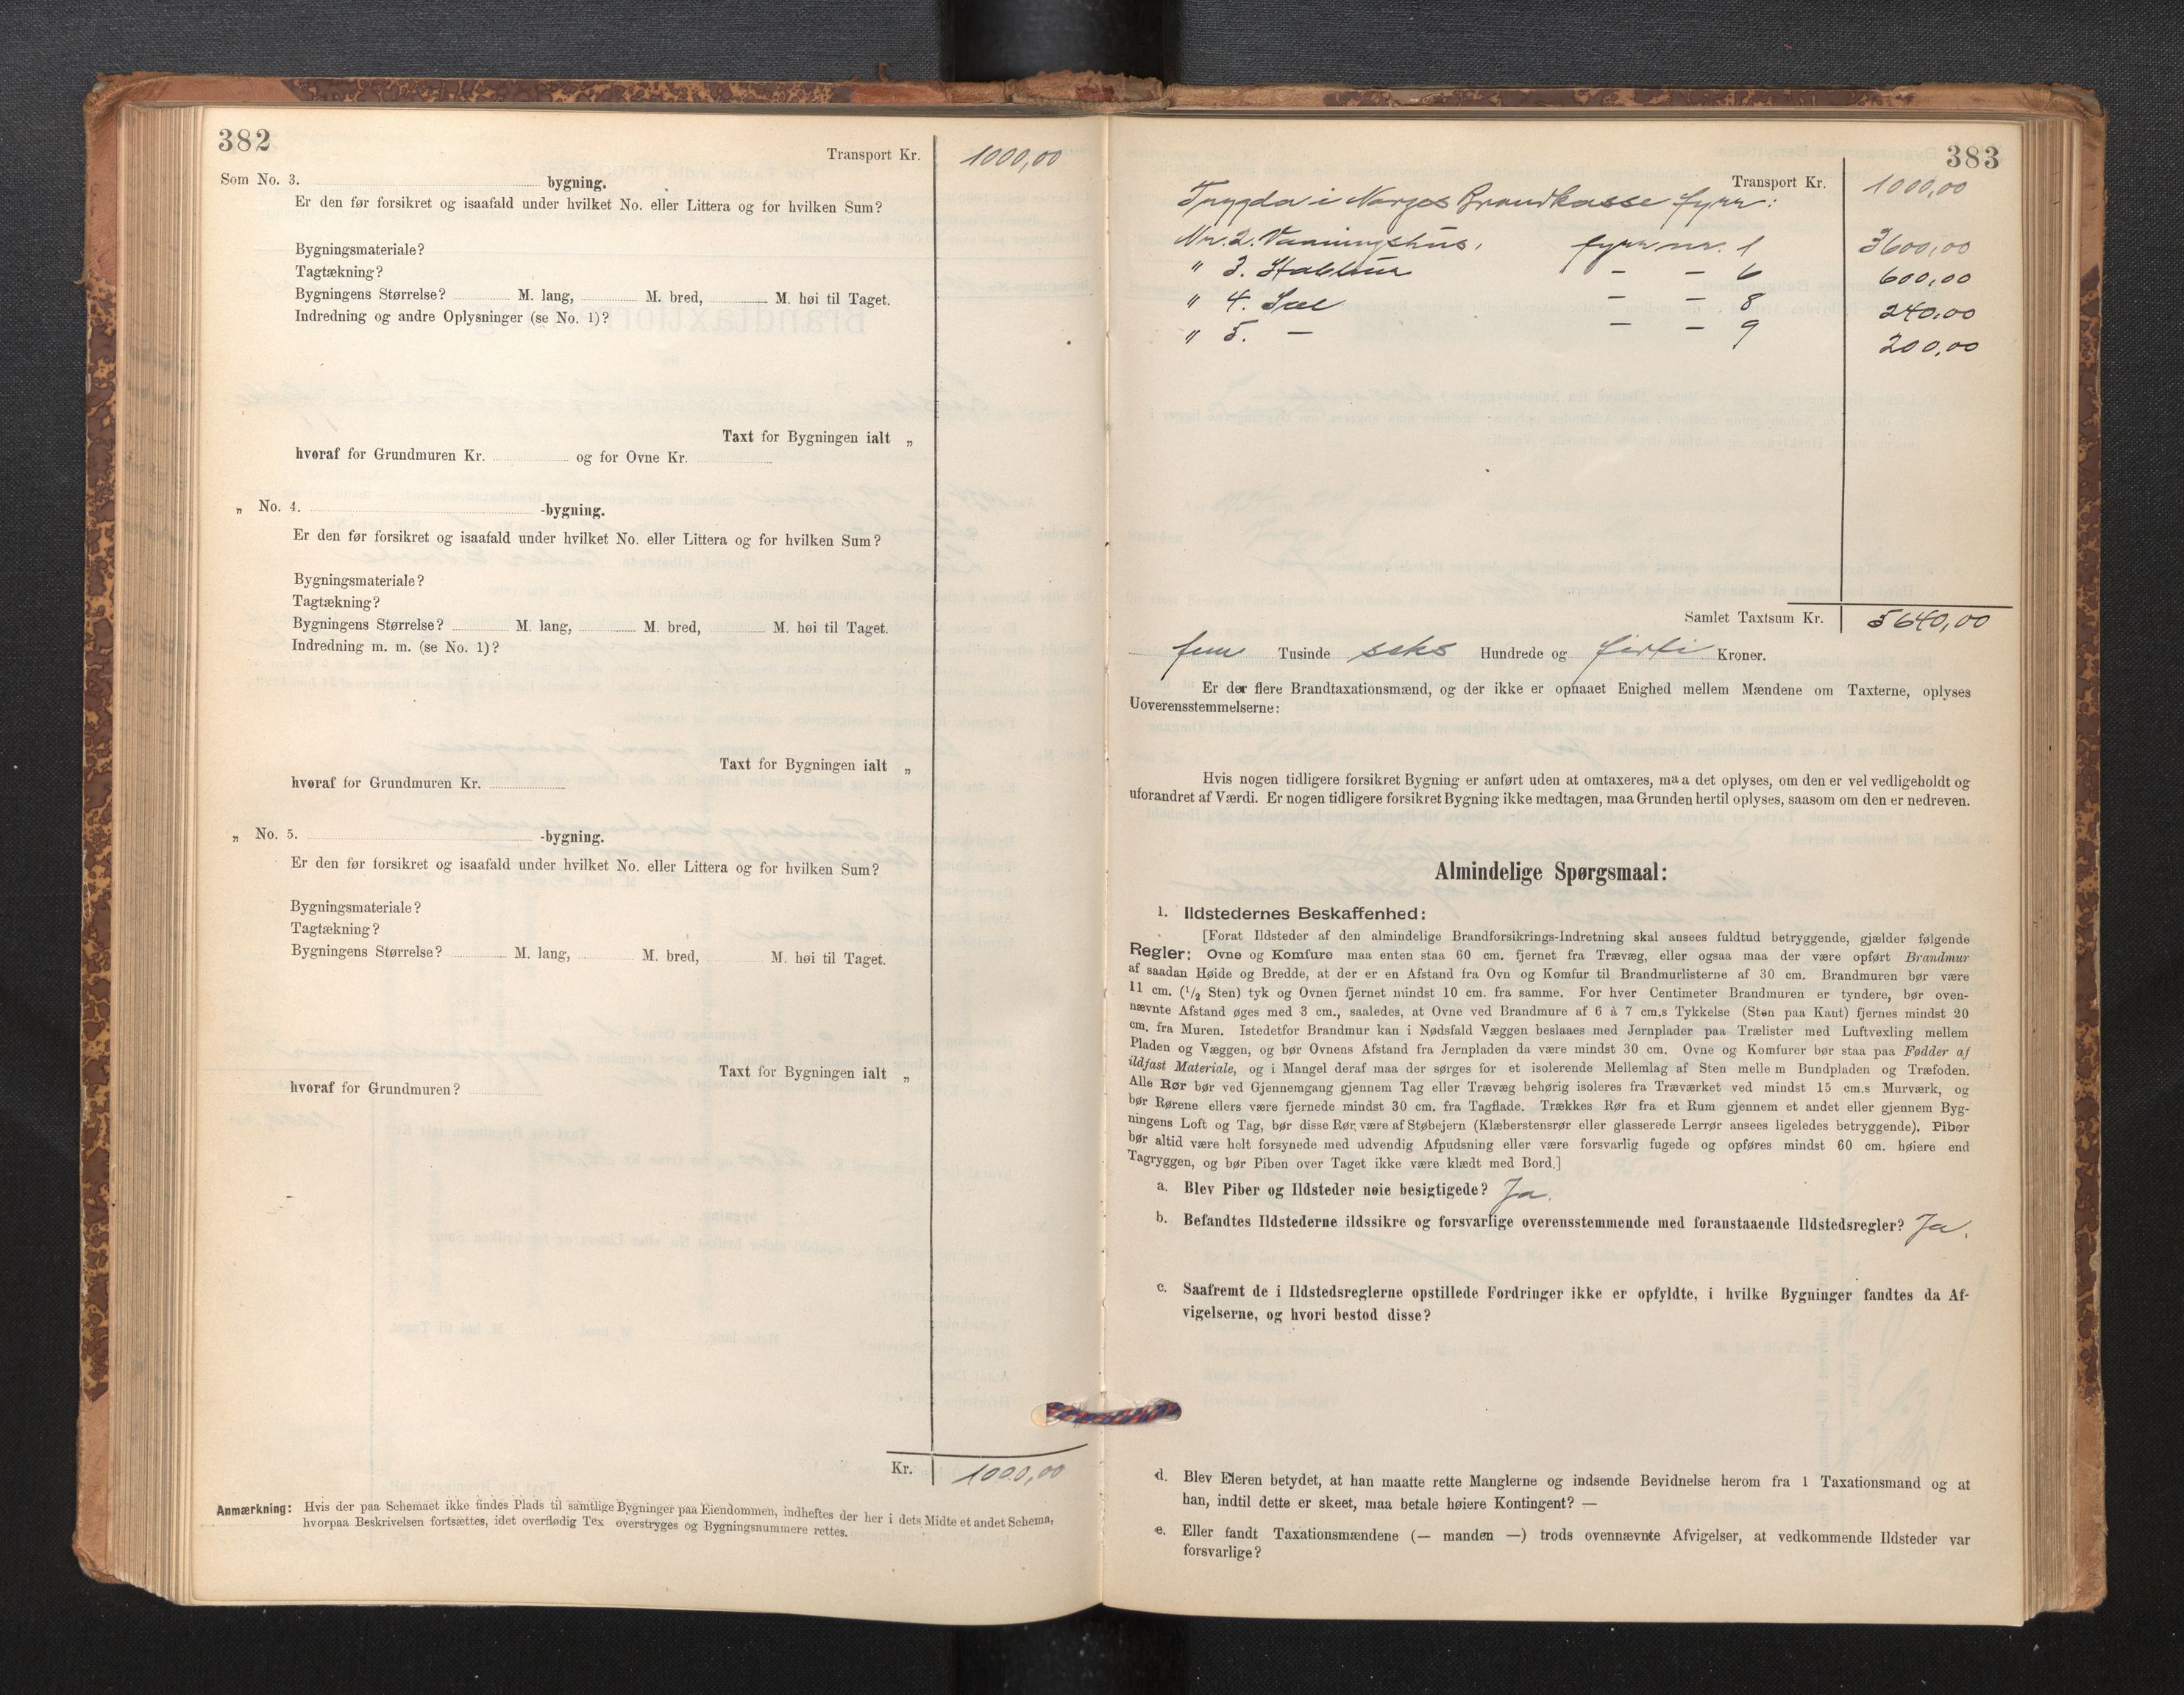 382
Transport Kr. 1000,00
Som No. 3. bygning.
Er den før forsikret og isaafald under hvilket No. eller Littera og for hvilken Sum?
Bygningsmateriale?
Tagtækning?
Bygningens Størrelse? M. lang, M. bred, M. høi til Taget.
Indredning og andre Oplysninger (se No. 1)?
Taxt for Bygningen ialt „
hvoraf for Grundmuren Kr. og for Ovne Kr.
„ No. 4. -bygning.
Er den før forsikret og isaafald under hvilket No. eller Littera og for hvilken Sum?
Bygningsmateriale?
Tagtækning?
Bygningens Størrelse? M. lang, M. bred, M. høi til Taget.
Indredning m. m. (se No. 1)?
Taxt for Bygningen ialt „
hvoraf for Grundmuren Kr.
„ No. 5. -bygning.
Er den før forsikret og isaafald under hvilket No. eller Littera og for hvilken Sum?
Bygningsmateriale?
Tagtækning?
Bygningens Størrelse? M. lang, M. bred, M. høi til Taget.
Taxt for Bygningen ialt „
hvoraf for Grundmuren?
Kr. 1000,00
Anmærkning: Hvis der paa Schemaet ikke findes Plads til samtlige Bygninger paa Eiendommen, indheftes der her i dets Midte et andet Schema,
hvorpaa Beskrivelsen fortsættes, idet overflødig Tex overstryges og Bygningsnummere rettes.
383
Transport Kr. 1000,00
Trygda i Norges Brandkasse fyrr:
Nr. 2. Vaaningshus, fyrr nr. 1 3600,00
" 3. Stabbur – – 6 600,00
" 4. Sæl – – 8 240,00
" 5. – – – 9 200,00
Samlet Taxtsum Kr. 5640,00
fem Tusinde seks Hundrede og firti Kroner.
Er der flere Brandtaxationsmænd, og der ikke er opnaaet Enighed mellem Mændene om Taxterne, oplyses
Uoverensstemmelserne:
Hvis nogen tidligere forsikret Bygning er anført uden at omtaxeres, maa det oplyses, om den er vel vedligeholdt og
uforandret af Værdi. Er nogen tidligere forsikret Bygning ikke medtagen, maa Grunden hertil oplyses, saasom om den er nedreven.
Almindelige Spørgsmaal:
1. Ildstedernes Beskaffenhed:
[Forat Ildsteder af den almindelige Brandforsikrings-Indretning skal ansees fuldtud betryggende, gjælder følgende
Regler: Ovne og Komfure maa enten staa 60 cm. fjernet fra Trævæg, eller ogsaa maa der være opført Brandmur
af saadan Høide og Bredde, at der er en Afstand fra Ovn og Komfur til Brandmurlisterne af 30 cm. Brandmuren bør være
11 cm. (1/2 Sten) tyk og Ovnen fjernet mindst 10 cm. fra samme. For hver Centimeter Brandmuren er tyndere, bør oven-
nævnte Afstand øges med 3 cm., saaledes, at Ovne ved Brandmure af 6 à 7 cm.s Tykkelse (Sten paa Kant) fjernes mindst 20
cm. fra Muren. Istedetfor Brandmur kan i Nødsfald Væggen beslaaes med Jernplader paa Trælister med Luftvexling mellem
Pladen og Væggen, og bør Ovnens Afstand fra Jernpladen da være mindst 30 cm. Ovne og Komfurer bør staa paa Fødder af
ildfast Materiale, og i Mangel deraf maa der sørges for et isolerende Mellemlag af Sten mellem Bundpladen og Træfoden.
Alle Rør bør ved Gjennemgang gjennem Tag eller Trævæg behørig isoleres fra Træværket ved mindst 15 cm.s Murværk, og
bør Rørene ellers være fjernede mindst 30 cm. fra Tagflade. Trækkes Rør fra et Rum gjennem et andet eller gjennem Byg-
ningens Loft og Tag, bør disse Rør være af Støbejern (Klæberstensrør eller glasserede Lerrør ansees ligeledes betryggende). Piber
bør altid være helt forsynede med udvendig Afpudsning eller være forsvarlig fugede og opføres mindst 60 cm. høiere end
Tagryggen, og bør Piben over Taget ikke være klædt med Bord.]
a. Blev Piber og Ildsteder nøie besigtigede? Ja.
b. Befandtes Ildstederne ildssikre og forsvarlige overensstemmende med foranstaaende Ildstedsregler? Ja.
c. Saafremt de i Ildstedsreglerne opstillede Fordringer ikke er opfyldte, i hvilke Bygninger fandtes da Af-
vigelserne, og hvori bestod disse?
d. Blev Eieren betydet, at han maatte rette Manglerne og indsende Bevidnelse herom fra 1 Taxationsmand og at
han, indtil dette er skeet, maa betale høiere Kontingent? —
e. Eller fandt Taxationsmændene (— manden —) trods ovennævnte Afvigelser, at vedkommende Ildsteder var
forsvarlige?